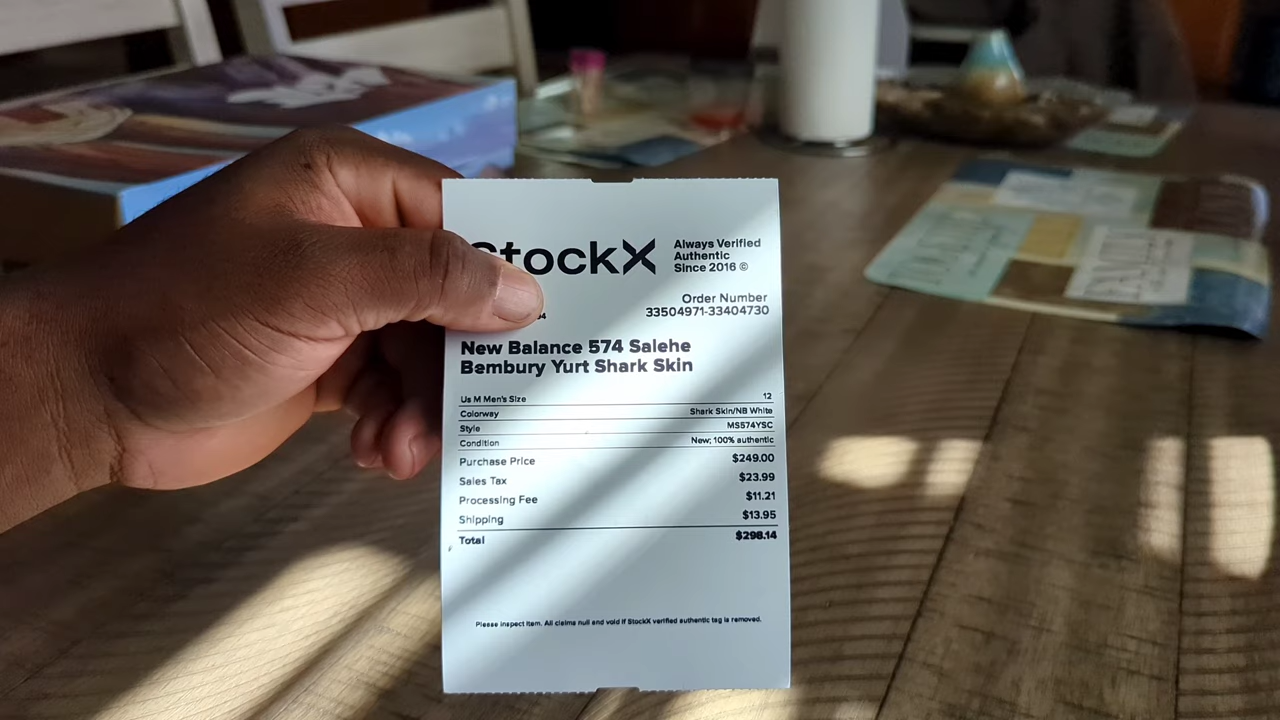 StockX
Always Verified
Authentic
Since 2016 ©
Order Number
33504971-33404730
04
New Balance 574 Salehe
Bembury Yurt Shark Skin
Us M Men's Size 12
Colorway Shark Skin/NB White
Style MS574YSC
Condition New; 100% authentic
Purchase Price $249.00
Sales Tax $23.99
Processing Fee $11.21
Shipping $13.95
Total $298.14
Please inspect item. All claims null and void if StockX verified authentic tag is removed.